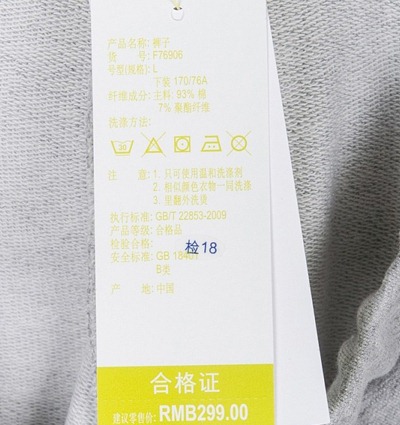 产品名称: 裤子
货 号: F76906
号型(规格): L
下装 170/76A
纤维成分: 主料: 93% 棉
7% 聚酯纤维
洗涤方法:
30
注 意: 1. 只可使用温和洗涤剂
2. 相似颜色衣物一同洗涤
3. 里翻外洗烫
执行标准: GB/T 22853-2009
产品等级: 合格品
检验合格: 检18
安全标准: GB 18401
B类
产 地: 中国
合格证
建议零售价: RMB299.00